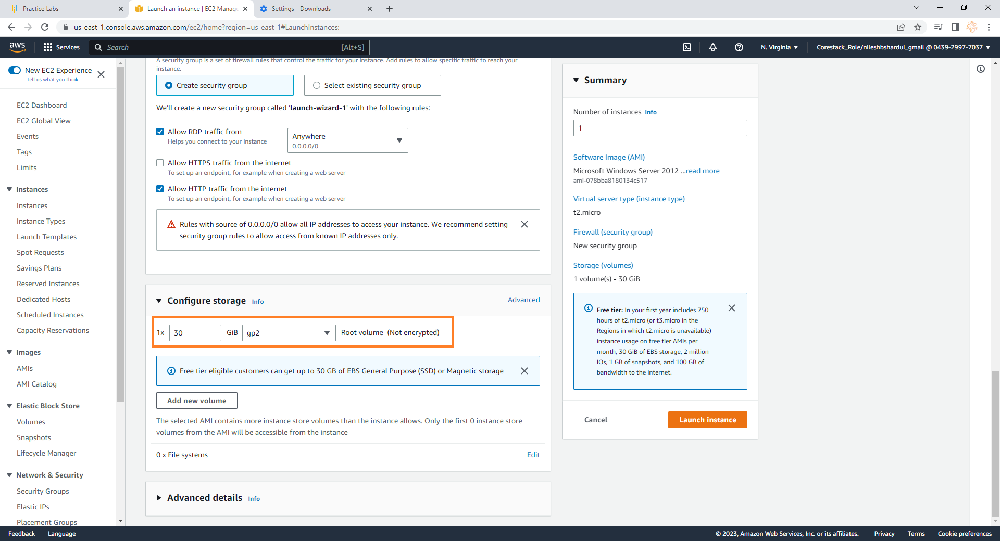 Practice Labs
Launch an instance | EC2 Manage
Settings - Downloads
us-east-1.console.aws.amazon.com/ec2/home?region=us-east-1#LaunchInstances:
aws
Services
Search
[Alt+S]
N. Virginia
Corestack_Role/nileshbshardul_gmail @ 0439-2997-7037
New EC2 Experience
Tell us what you think
EC2 Dashboard
EC2 Global View
Events
Tags
Limits
Instances
Instances
Instance Types
Launch Templates
Spot Requests
Savings Plans
Reserved Instances
Dedicated Hosts
Scheduled Instances
Capacity Reservations
Images
AMIs
AMI Catalog
Elastic Block Store
Volumes
Snapshots
Lifecycle Manager
Network & Security
Security Groups
Elastic IPs
Placement Groups
A security group is a set of firewall rules that control the traffic for your instance. Add rules to allow specific traffic to reach your
instance.
Create security group
Select existing security group
We'll create a new security group called 'launch-wizard-1' with the following rules:
Allow RDP traffic from
Helps you connect to your instance
Anywhere
0.0.0.0/0
Allow HTTPS traffic from the internet
To set up an endpoint, for example when creating a web server
Allow HTTP traffic from the internet
To set up an endpoint, for example when creating a web server
Rules with source of 0.0.0.0/0 allow all IP addresses to access your instance. We recommend setting
security group rules to allow access from known IP addresses only.
Configure storage Info
Advanced
1x 30 GiB gp2 Root volume (Not encrypted)
Free tier eligible customers can get up to 30 GB of EBS General Purpose (SSD) or Magnetic storage
Add new volume
The selected AMI contains more instance store volumes than the instance allows. Only the first 0 instance store
volumes from the AMI will be accessible from the instance
0 x File systems
Edit
Advanced details Info
Summary
Number of instances Info
1
Software Image (AMI)
Microsoft Windows Server 2012 ...read more
ami-078bba8180134c517
Virtual server type (instance type)
t2.micro
Firewall (security group)
New security group
Storage (volumes)
1 volume(s) - 30 GiB
Free tier: In your first year includes 750
hours of t2.micro (or t3.micro in the
Regions in which t2.micro is unavailable)
instance usage on free tier AMIs per
month, 30 GiB of EBS storage, 2 million
IOs, 1 GB of snapshots, and 100 GB of
bandwidth to the internet.
Cancel
Launch instance
Feedback
Language
© 2023, Amazon Web Services, Inc. or its affiliates.
Privacy
Terms
Cookie preferences